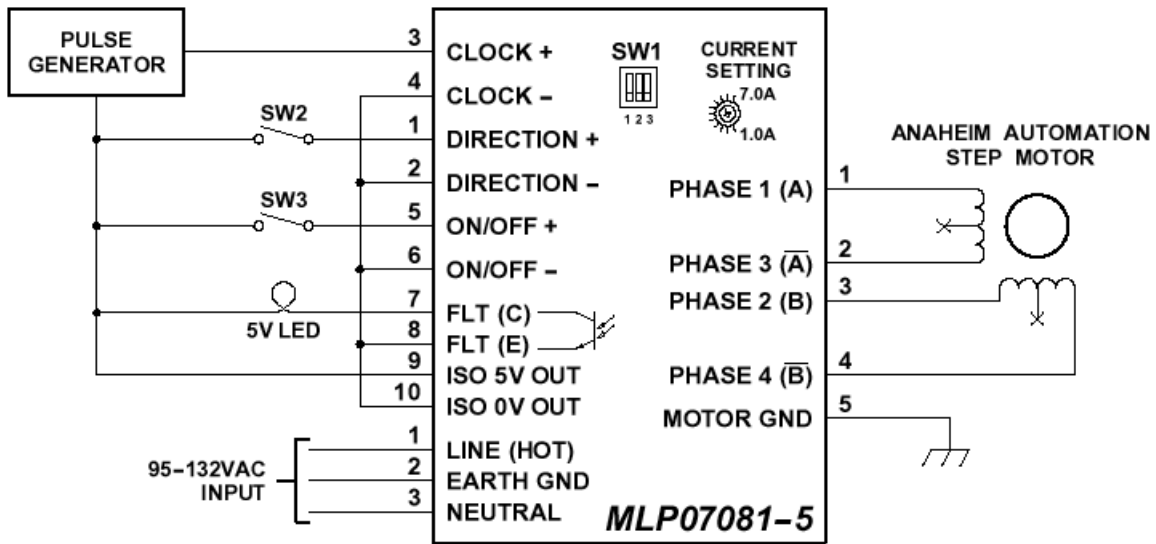 PULSE
GENERATOR
3
CLOCK +
4
CLOCK –
SW2
1
DIRECTION +
2
DIRECTION –
SW3
5
ON/OFF +
6
ON/OFF –
7
FLT (C)
5V LED
8
FLT (E)
9
ISO 5V OUT
10
ISO 0V OUT
95–132VAC
INPUT
1
LINE (HOT)
2
EARTH GND
3
NEUTRAL
SW1
1 2 3
CURRENT
SETTING
7.0A
1.0A
ANAHEIM AUTOMATION
STEP MOTOR
PHASE 1 (A)
1
PHASE 3 (A̅)
2
PHASE 2 (B)
3
PHASE 4 (B̅)
4
MOTOR GND
5
MLP07081–5